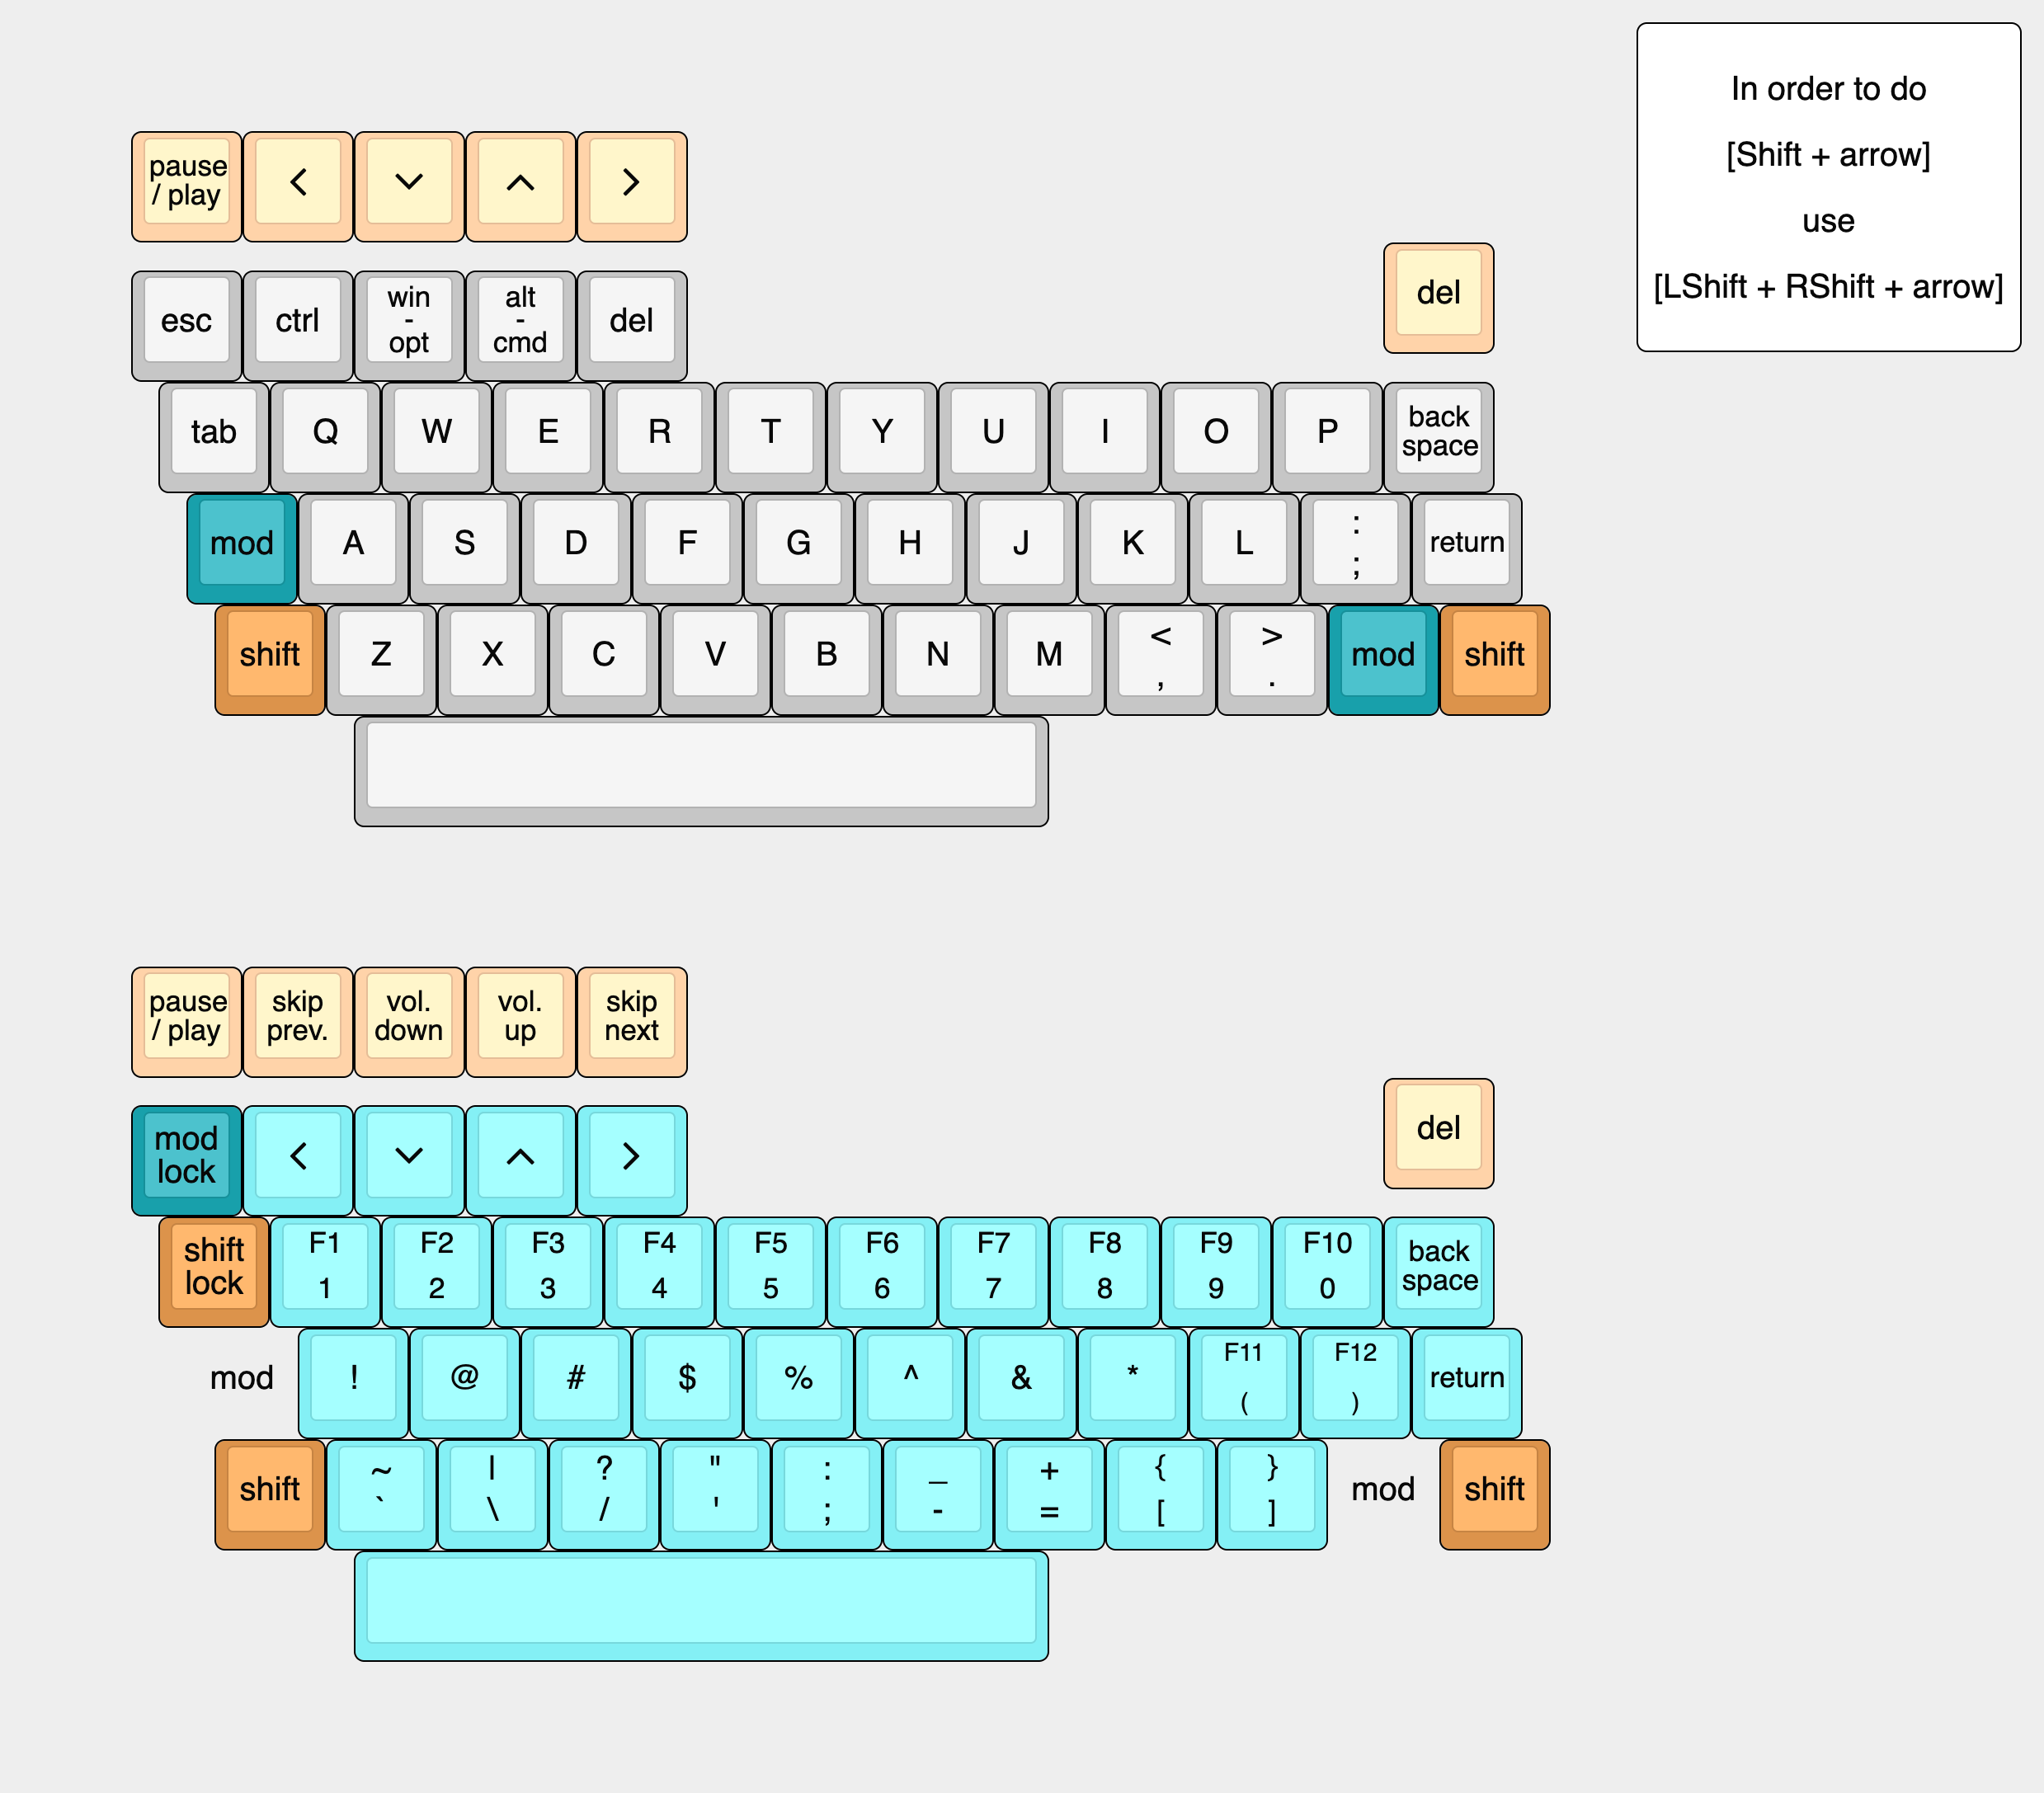 In order to do
[Shift + arrow]
use
[LShift + RShift + arrow]
pause / play < ⌄ ^ >
del
esc ctrl win - opt alt - cmd del
tab Q W E R T Y U I O P back space
mod A S D F G H J K L : ; return
shift Z X C V B N M < , > . mod shift
pause / play skip prev. vol. down vol. up skip next
del
mod lock < ⌄ ^ >
shift lock F1 1 F2 2 F3 3 F4 4 F5 5 F6 6 F7 7 F8 8 F9 9 F10 0 back space
mod ! @ # $ % ^ & * F11 ( F12 ) return
shift ~ ` | \ ? / " ' : ; _ - + = { [ } ] mod shift